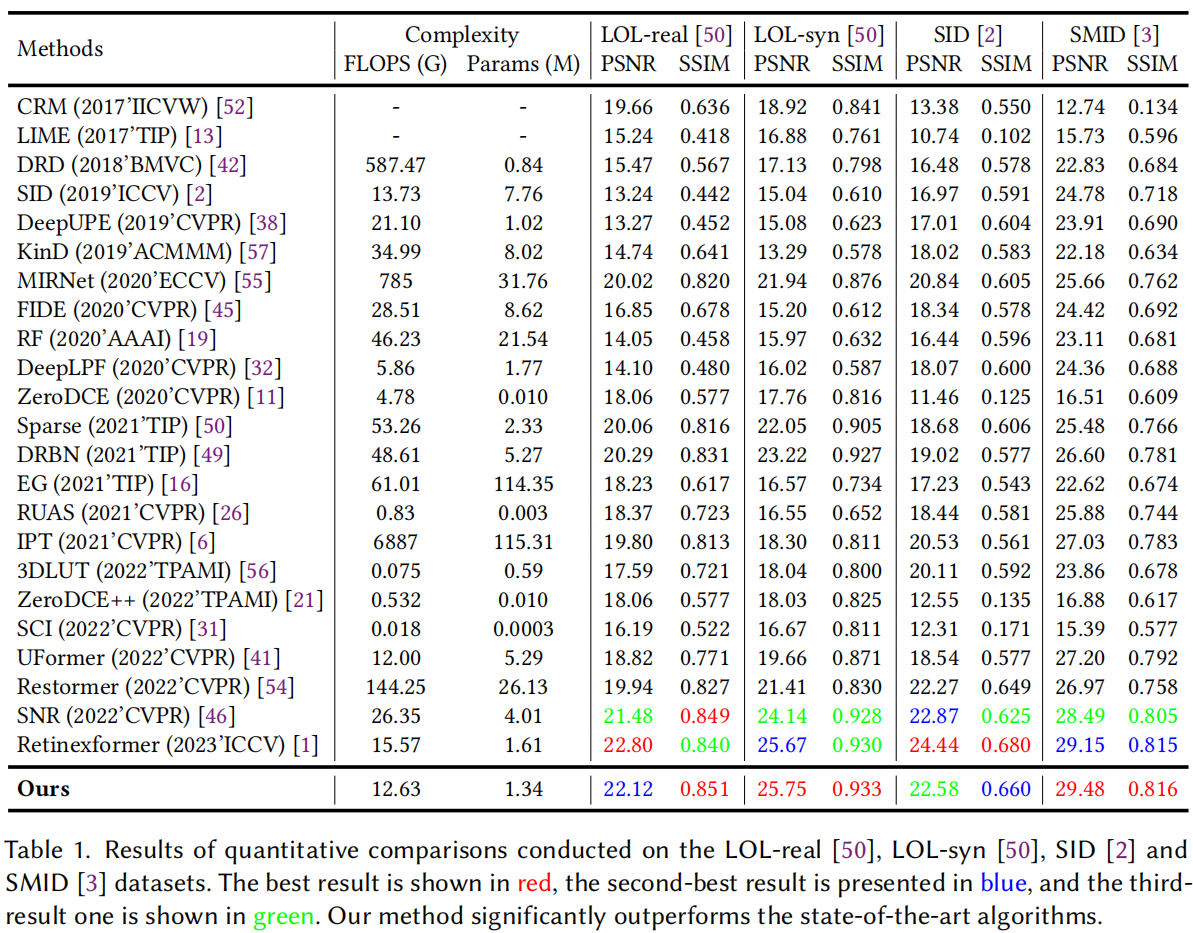 Methods Complexity LOL-real [50] LOL-syn [50] SID [2] SMID [3]
FLOPS (G) Params (M) PSNR SSIM PSNR SSIM PSNR SSIM PSNR SSIM
CRM (2017'IICVW) [52] - - 19.66 0.636 18.92 0.841 13.38 0.550 12.74 0.134
LIME (2017'TIP) [13] - - 15.24 0.418 16.88 0.761 10.74 0.102 15.73 0.596
DRD (2018'BMVC) [42] 587.47 0.84 15.47 0.567 17.13 0.798 16.48 0.578 22.83 0.684
SID (2019'ICCV) [2] 13.73 7.76 13.24 0.442 15.04 0.610 16.97 0.591 24.78 0.718
DeepUPE (2019'CVPR) [38] 21.10 1.02 13.27 0.452 15.08 0.623 17.01 0.604 23.91 0.690
KinD (2019'ACMMM) [57] 34.99 8.02 14.74 0.641 13.29 0.578 18.02 0.583 22.18 0.634
MIRNet (2020'ECCV) [55] 785 31.76 20.02 0.820 21.94 0.876 20.84 0.605 25.66 0.762
FIDE (2020'CVPR) [45] 28.51 8.62 16.85 0.678 15.20 0.612 18.34 0.578 24.42 0.692
RF (2020'AAAI) [19] 46.23 21.54 14.05 0.458 15.97 0.632 16.44 0.596 23.11 0.681
DeepLPF (2020'CVPR) [32] 5.86 1.77 14.10 0.480 16.02 0.587 18.07 0.600 24.36 0.688
ZeroDCE (2020'CVPR) [11] 4.78 0.010 18.06 0.577 17.76 0.816 11.46 0.125 16.51 0.609
Sparse (2021'TIP) [50] 53.26 2.33 20.06 0.816 22.05 0.905 18.68 0.606 25.48 0.766
DRBN (2021'TIP) [49] 48.61 5.27 20.29 0.831 23.22 0.927 19.02 0.577 26.60 0.781
EG (2021'TIP) [16] 61.01 114.35 18.23 0.617 16.57 0.734 17.23 0.543 22.62 0.674
RUAS (2021'CVPR) [26] 0.83 0.003 18.37 0.723 16.55 0.652 18.44 0.581 25.88 0.744
IPT (2021'CVPR) [6] 6887 115.31 19.80 0.813 18.30 0.811 20.53 0.561 27.03 0.783
3DLUT (2022'TPAMI) [56] 0.075 0.59 17.59 0.721 18.04 0.800 20.11 0.592 23.86 0.678
ZeroDCE++ (2022'TPAMI) [21] 0.532 0.010 18.06 0.577 18.03 0.825 12.55 0.135 16.88 0.617
SCI (2022'CVPR) [31] 0.018 0.0003 16.19 0.522 16.67 0.811 12.31 0.171 15.39 0.577
UFormer (2022'CVPR) [41] 12.00 5.29 18.82 0.771 19.66 0.871 18.54 0.577 27.20 0.792
Restormer (2022'CVPR) [54] 144.25 26.13 19.94 0.827 21.41 0.830 22.27 0.649 26.97 0.758
SNR (2022'CVPR) [46] 26.35 4.01 21.48 0.849 24.14 0.928 22.87 0.625 28.49 0.805
Retinexformer (2023'ICCV) [1] 15.57 1.61 22.80 0.840 25.67 0.930 24.44 0.680 29.15 0.815
Ours 12.63 1.34 22.12 0.851 25.75 0.933 22.58 0.660 29.48 0.816
Table 1. Results of quantitative comparisons conducted on the LOL-real [50], LOL-syn [50], SID [2] and
SMID [3] datasets. The best result is shown in red, the second-best result is presented in blue, and the third-
result one is shown in green. Our method significantly outperforms the state-of-the-art algorithms.